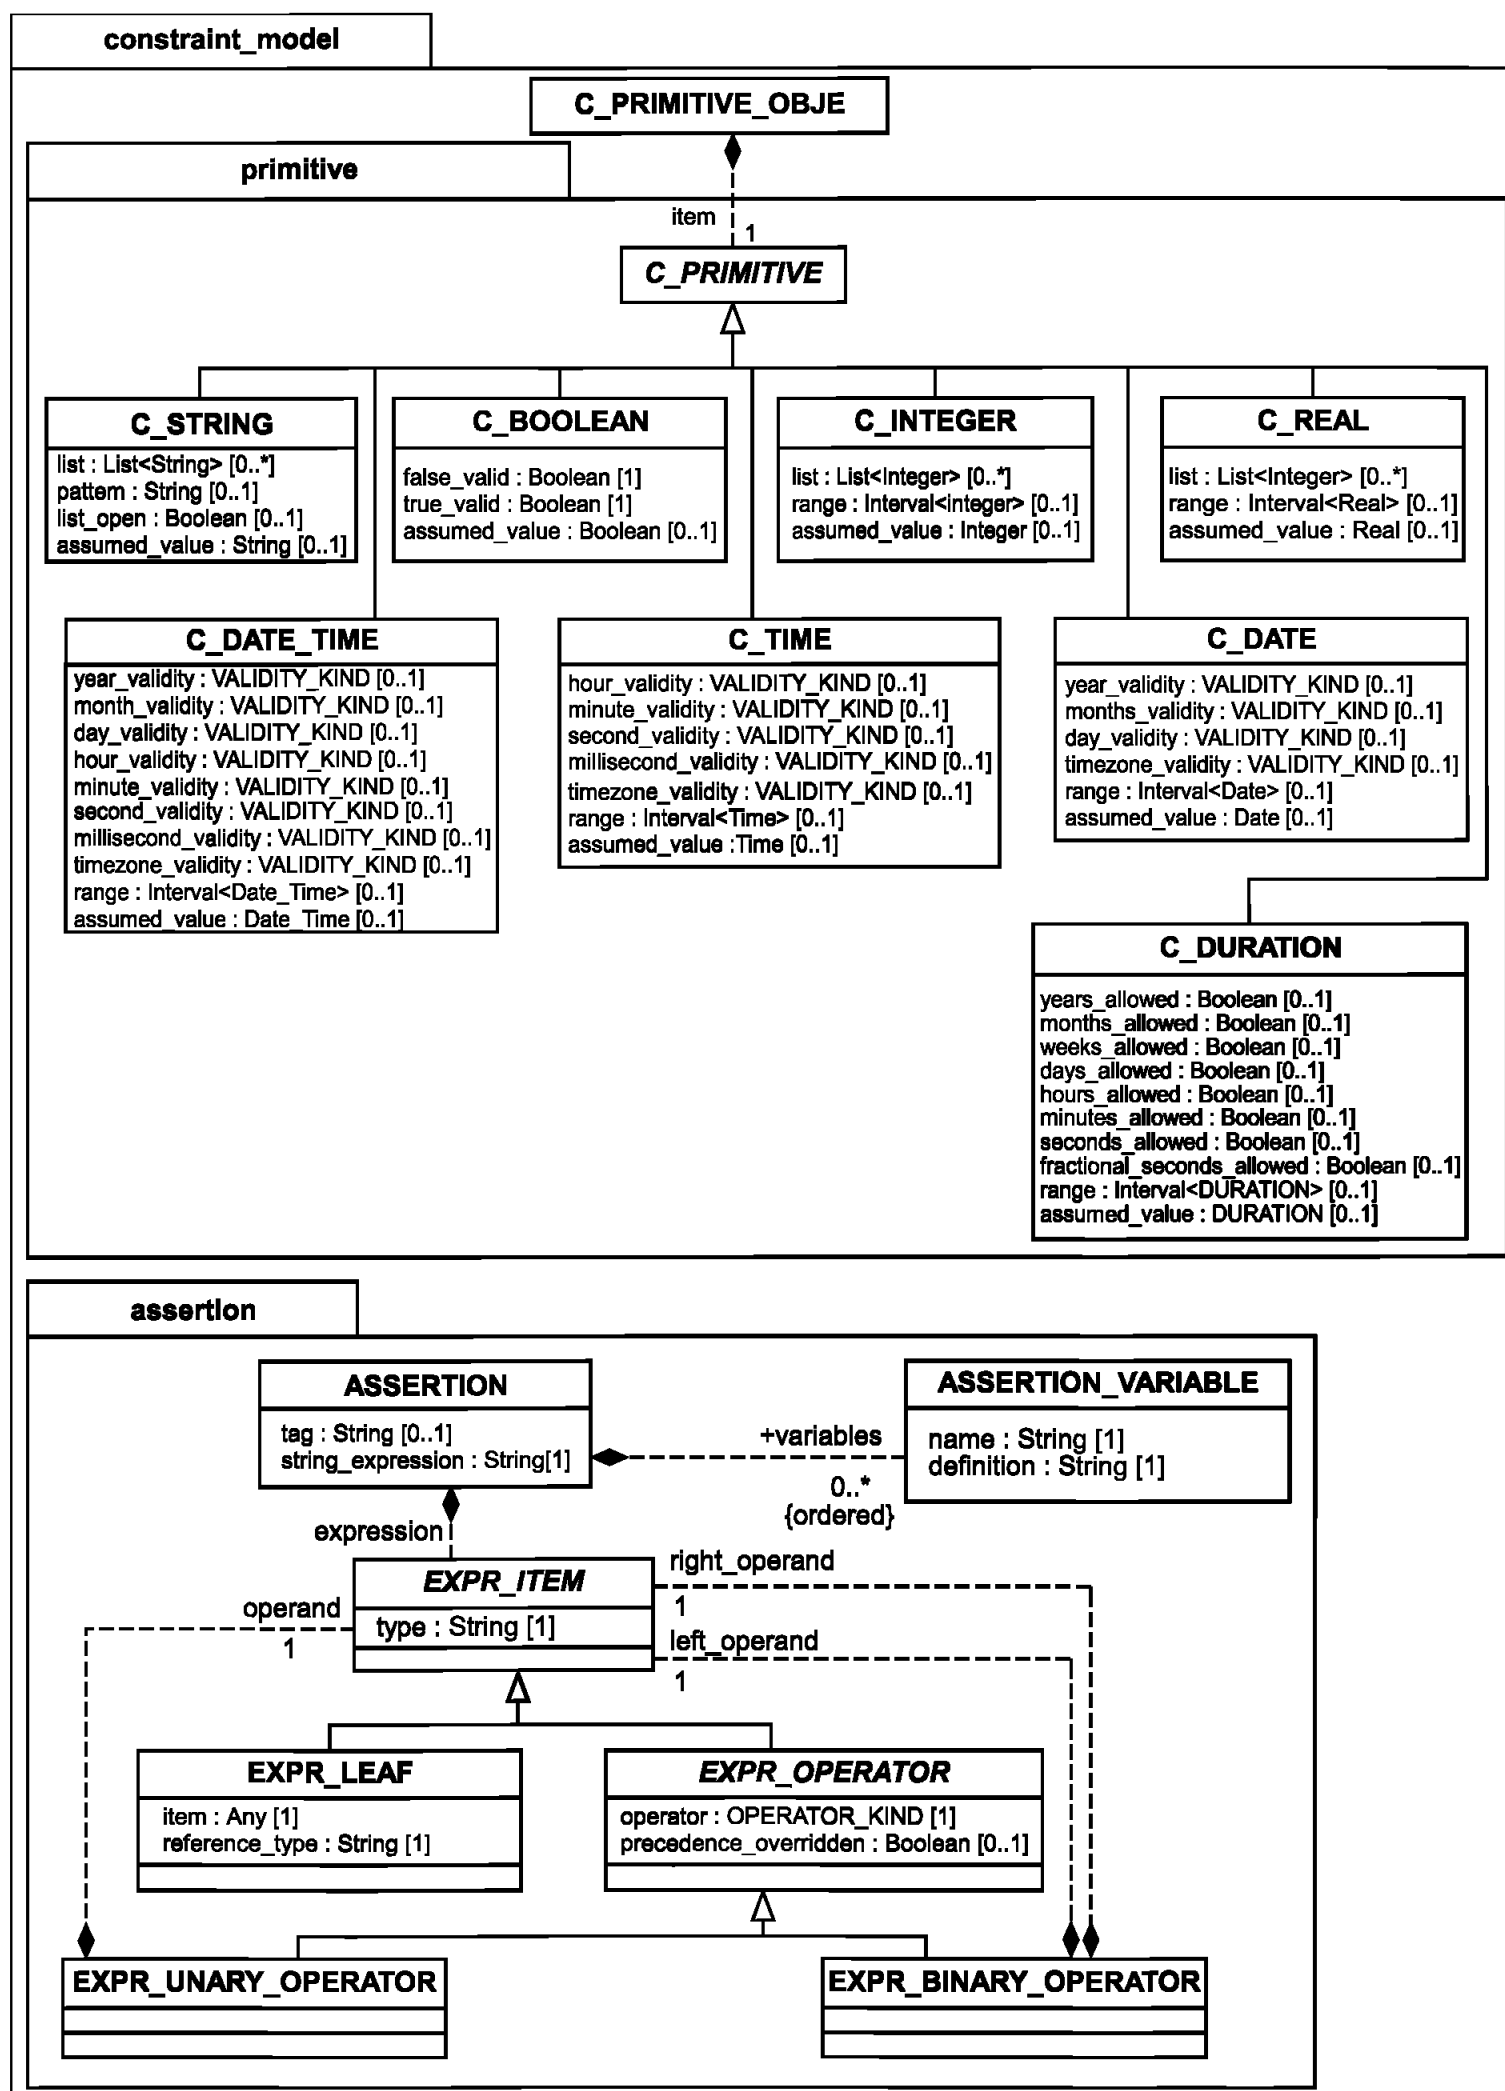 constraint_model
C_PRIMITIVE_OBJE
primitive
item
1
C_PRIMITIVE
C_STRING
list : List<String> [0..*]
pattem : String [0..1]
list_open : Boolean [0..1]
assumed_value : String [0..1]
C_BOOLEAN
false_valid : Boolean [1]
true_valid : Boolean [1]
assumed_value : Boolean [0..1]
C_INTEGER
list : List<Integer> [0..*]
range : Interval<integer> [0..1]
assumed_value : Integer [0..1]
C_REAL
list : List<Integer> [0..*]
range : Interval<Real> [0..1]
assumed_value : Real [0..1]
C_DATE_TIME
year_validity : VALIDITY_KIND [0..1]
month_validity : VALIDITY_KIND [0..1]
day_validity : VALIDITY_KIND [0..1]
hour_validity : VALIDITY_KIND [0..1]
minute_validity : VALIDITY_KIND [0..1]
second_validity : VALIDITY_KIND [0..1]
millisecond_validity : VALIDITY_KIND [0..1]
timezone_validity : VALIDITY_KIND [0..1]
range : Interval<Date_Time> [0..1]
assumed_value : Date_Time [0..1]
C_TIME
hour_validity : VALIDITY_KIND [0..1]
minute_validity : VALIDITY_KIND [0..1]
second_validity : VALIDITY_KIND [0..1]
millisecond_validity : VALIDITY_KIND [0..1]
timezone_validity : VALIDITY_KIND [0..1]
range : Interval<Time> [0..1]
assumed_value :Time [0..1]
C_DATE
year_validity : VALIDITY_KIND [0..1]
months_validity : VALIDITY_KIND [0..1]
day_validity : VALIDITY_KIND [0..1]
timezone_validity : VALIDITY_KIND [0..1]
range : Interval<Date> [0..1]
assumed_value : Date [0..1]
C_DURATION
years_allowed : Boolean [0..1]
months_allowed : Boolean [0..1]
weeks_allowed : Boolean [0..1]
days_allowed : Boolean [0..1]
hours_allowed : Boolean [0..1]
minutes_allowed : Boolean [0..1]
seconds_allowed : Boolean [0..1]
fractional_seconds_allowed : Boolean [0..1]
range : Interval<DURATION> [0..1]
assumed_value : DURATION [0..1]
assertion
ASSERTION
tag : String [0..1]
string_expression : String[1]
+variables
0..*
{ordered}
ASSERTION_VARIABLE
name : String [1]
definition : String [1]
expression
EXPR_ITEM
type : String [1]
right_operand
1
operand
1
left_operand
1
EXPR_LEAF
item : Any [1]
reference_type : String [1]
EXPR_OPERATOR
operator : OPERATOR_KIND [1]
precedence_overridden : Boolean [0..1]
EXPR_UNARY_OPERATOR
EXPR_BINARY_OPERATOR